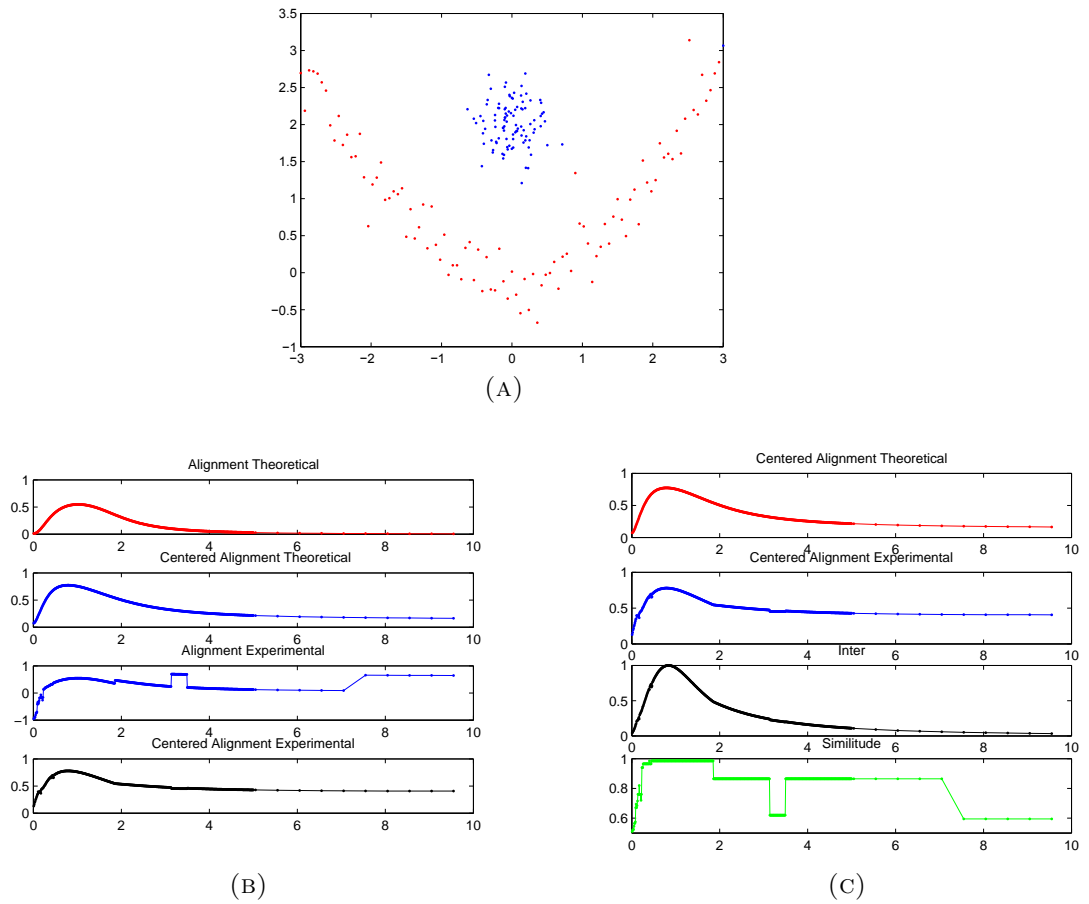 3.5
3
2.5
2
1.5
1
0.5
0
−0.5
−1
−3 −2 −1 0 1 2 3
(A)
Alignment Theoretical
1
0.5
0
0 2 4 6 8 10
Centered Alignment Theoretical
1
0.5
0
0 2 4 6 8 10
Alignment Experimental
1
0
−1
0 2 4 6 8 10
Centered Alignment Experimental
1
0.5
0
0 2 4 6 8 10
(B)
Centered Alignment Theoretical
1
0.5
0
0 2 4 6 8 10
Centered Alignment Experimental
1
0.5
0
0 2 4 6 8 10
Inter
1
0.5
0
0 2 4 6 8 10
Similitude
1
0.8
0.6
0 2 4 6 8 10
(C)